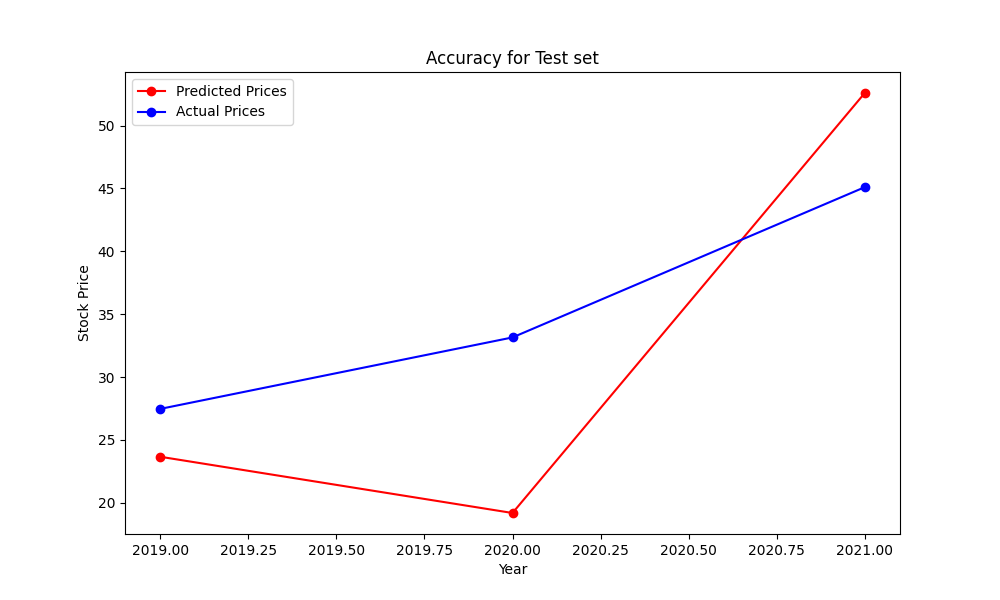 Accuracy for Test set
Predicted Prices
Actual Prices
Stock Price
50
45
40
35
30
25
20
2019.00 2019.25 2019.50 2019.75 2020.00 2020.25 2020.50 2020.75 2021.00
Year